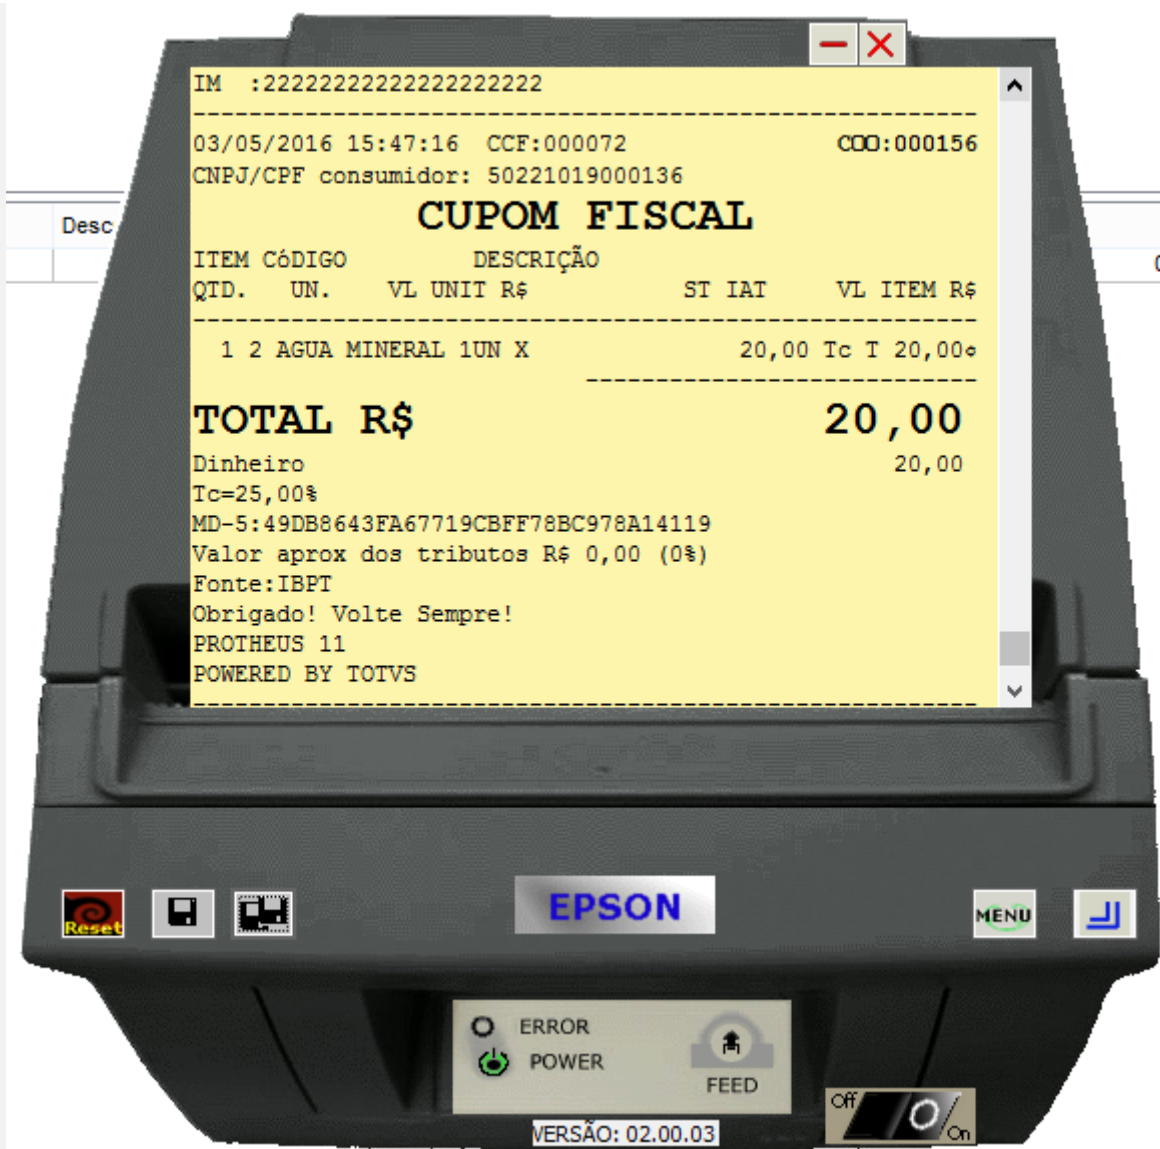 IM  :22222222222222222222
--------------------------------------------------------
03/05/2016 15:47:16  CCF:000072               COO:000156
CNPJ/CPF consumidor: 50221019000136
CUPOM FISCAL
ITEM CóDIGO         DESCRIÇÃO
QTD.   UN.    VL UNIT R$           ST IAT     VL ITEM R$
--------------------------------------------------------
1 2 AGUA MINERAL 1UN X               20,00 Tc T 20,00¢
----------------------------
TOTAL R$ 20,00
Dinheiro 20,00
Tc=25,00%
MD-5:49DB8643FA67719CBFF78BC978A14119
Valor aprox dos tributos R$ 0,00 (0%)
Fonte:IBPT
Obrigado! Volte Sempre!
PROTHEUS 11
POWERED BY TOTVS
--------------------------------------------------------
Desc
Reset
EPSON
MENU
ERROR
POWER
FEED
Off
On
VERSÃO: 02.00.03